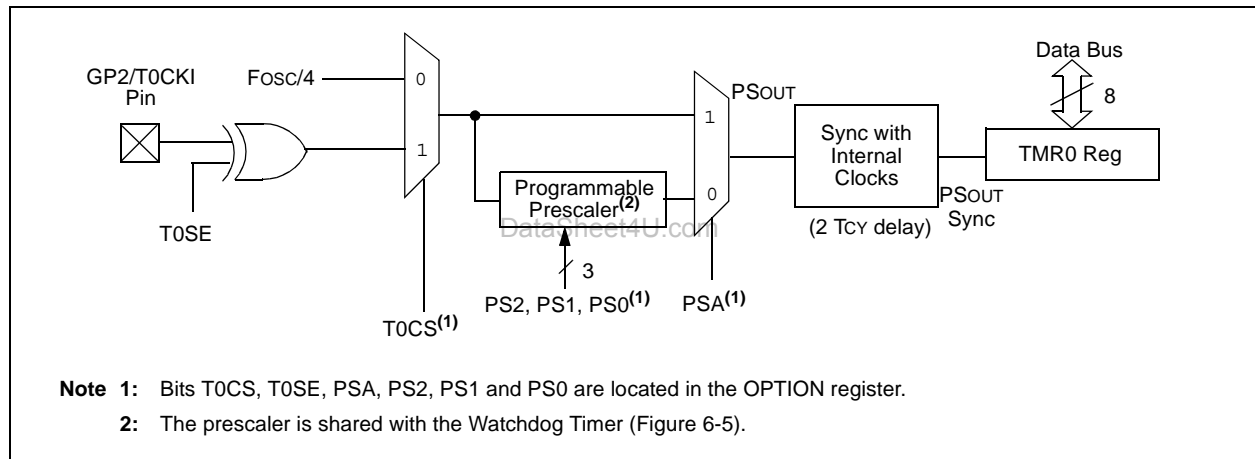 Data Bus
GP2/T0CKI
Pin
FOSC/4
0
PSOUT
8
1
1
Sync with
Internal
Clocks
TMR0 Reg
Programmable
Prescaler(2)
0
PSOUT
Sync
T0SE
DataSheet4U.com
(2 TCY delay)
3
PS2, PS1, PS0(1)
PSA(1)
T0CS(1)
Note 1: Bits T0CS, T0SE, PSA, PS2, PS1 and PS0 are located in the OPTION register.
2: The prescaler is shared with the Watchdog Timer (Figure 6-5).